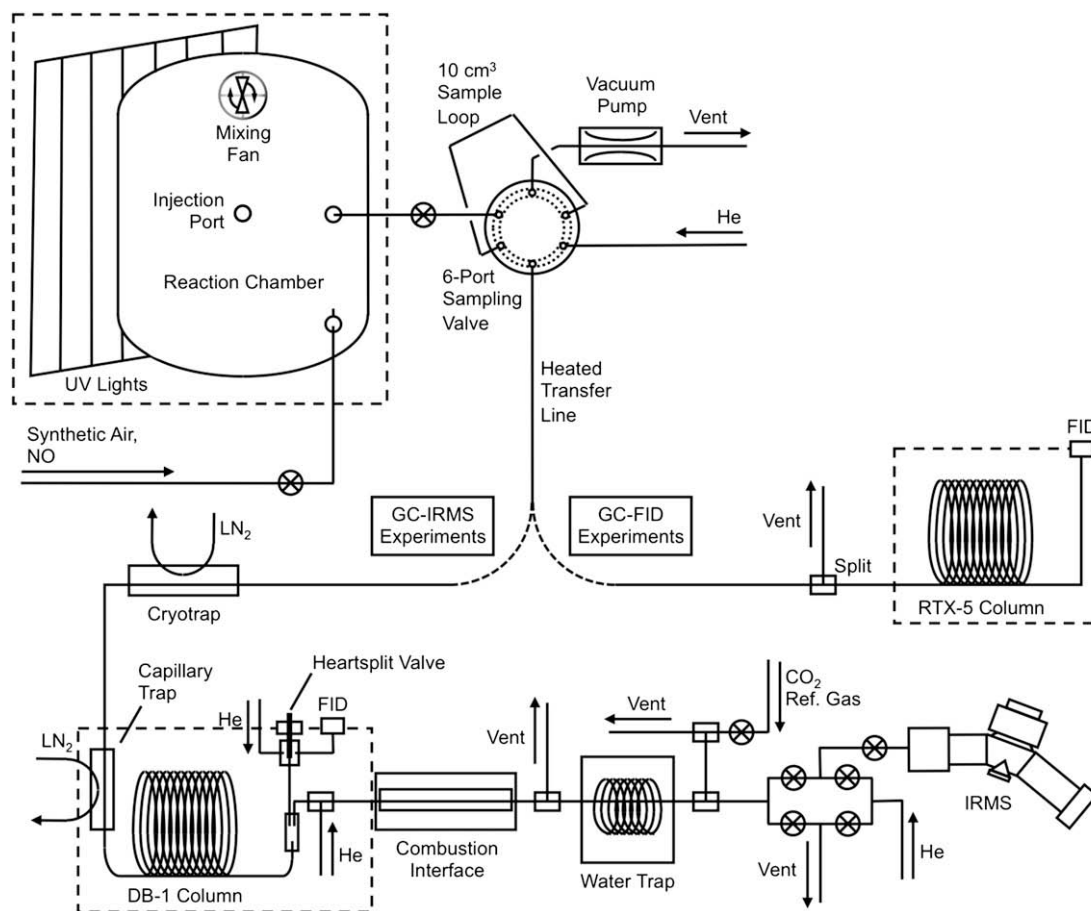 10 cm³
Sample
Loop
Vacuum
Pump
Vent
Mixing
Fan
Injection
Port
He
Reaction Chamber
6-Port
Sampling
Valve
UV Lights
Heated
Transfer
Line
Synthetic Air,
NO
FID
GC-IRMS
Experiments
GC-FID
Experiments
LN₂
Vent
Split
Cryotrap
RTX-5 Column
Heartsplit Valve
Capillary
Trap
CO₂
Ref. Gas
He
FID
Vent
LN₂
Vent
IRMS
He
Combustion
Interface
Water Trap
Vent
He
DB-1 Column